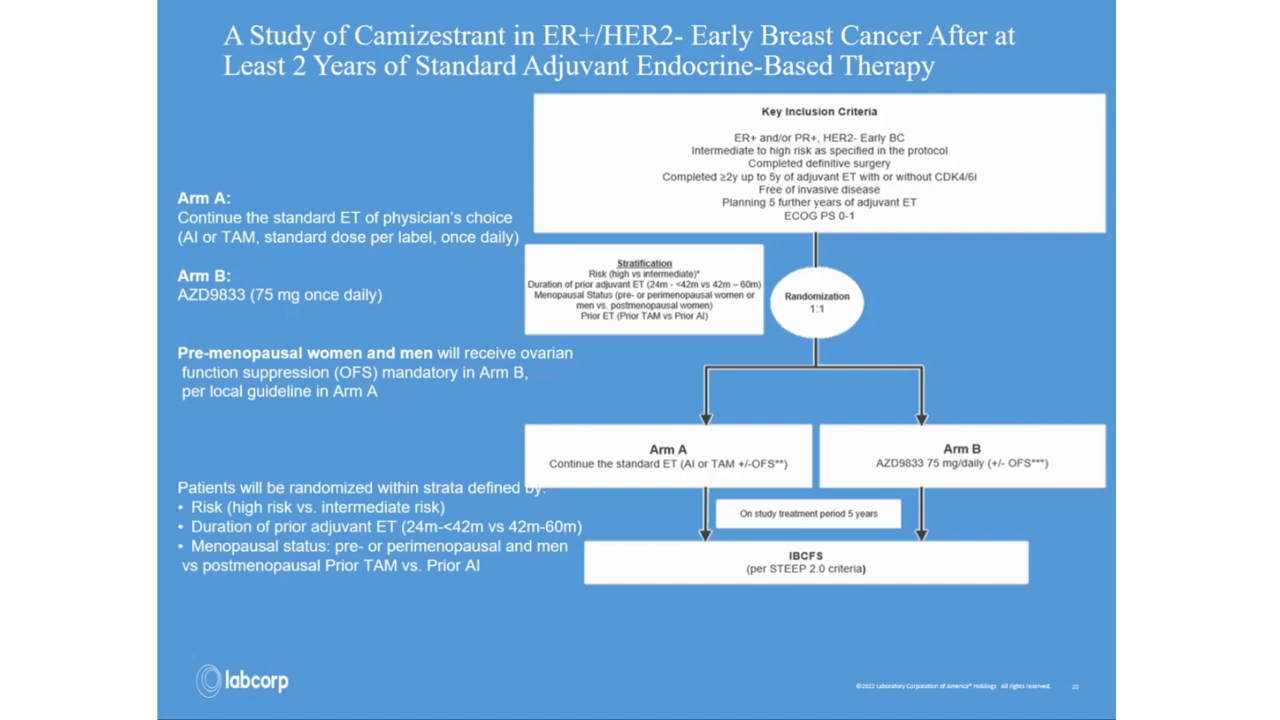 A Study of Camizestrant in ER+/HER2- Early Breast Cancer After at
Least 2 Years of Standard Adjuvant Endocrine-Based Therapy
Key Inclusion Criteria
ER+ and/or PR+, HER2- Early BC
Intermediate to high risk as specified in the protocol
Completed definitive surgery
Completed ≥2y up to 5y of adjuvant ET with or without CDK4/6i
Free of invasive disease
Planning 5 further years of adjuvant ET
ECOG PS 0-1
Arm A:
Continue the standard ET of physician's choice
(AI or TAM, standard dose per label, once daily)
Arm B:
AZD9833 (75 mg once daily)
Stratification
Risk (high vs intermediate)*
Duration of prior adjuvant ET (24m - <42m vs 42m – 60m)
Menopausal Status (pre- or perimenopausal women or
men vs. postmenopausal women)
Prior ET (Prior TAM vs Prior AI)
Randomization
1:1
Pre-menopausal women and men will receive ovarian
function suppression (OFS) mandatory in Arm B,
per local guideline in Arm A
Arm A
Continue the standard ET (AI or TAM +/-OFS**)
Arm B
AZD9833 75 mg/daily (+/- OFS***)
Patients will be randomized within strata defined by:
• Risk (high risk vs. intermediate risk)
• Duration of prior adjuvant ET (24m-<42m vs 42m-60m)
• Menopausal status: pre- or perimenopausal and men
vs postmenopausal Prior TAM vs. Prior AI
On study treatment period 5 years
IBCFS
(per STEEP 2.0 criteria)
labcorp
©2022 Laboratory Corporation of America® Holdings All rights reserved.
20